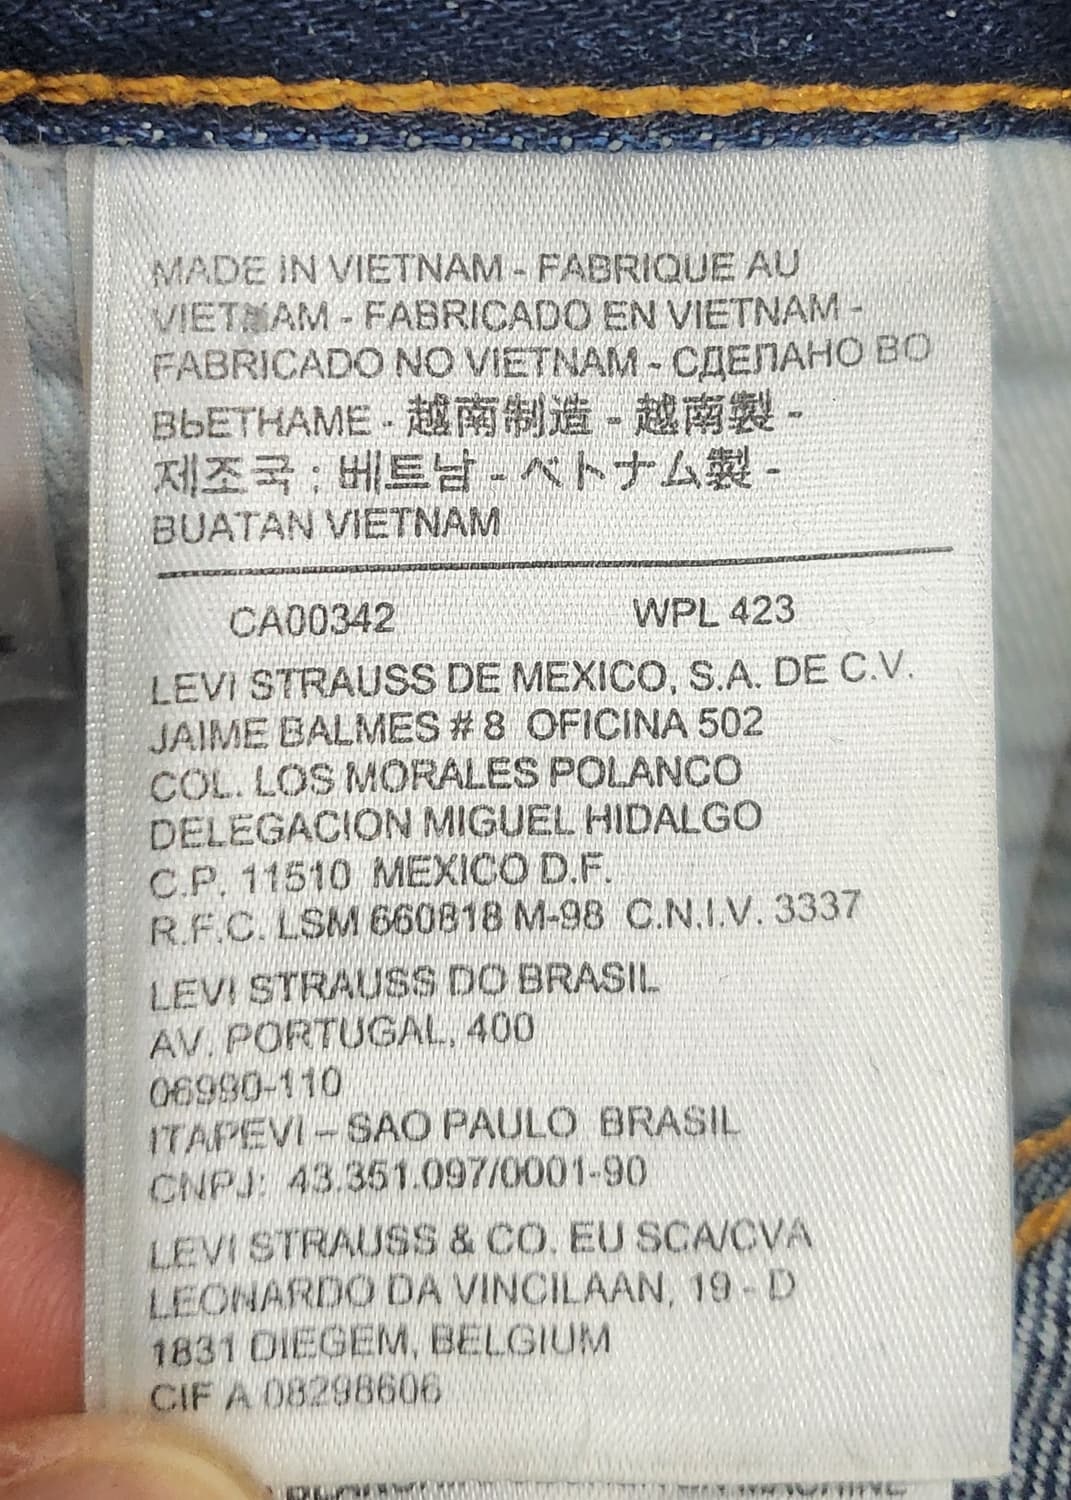 MADE IN VIETNAM - FABRIQUE AU
VIETNAM - FABRICADO EN VIETNAM -
FABRICADO NO VIETNAM - СДЕЛАНО ВО
ВЬЕТНАМЕ - 越南制造 - 越南製 -
제조국 : 베트남 - ベトナム製 -
BUATAN VIETNAM
CA00342 WPL 423
LEVI STRAUSS DE MEXICO, S.A. DE C.V.
JAIME BALMES # 8 OFICINA 502
COL. LOS MORALES POLANCO
DELEGACION MIGUEL HIDALGO
C.P. 11510 MEXICO D.F.
R.F.C. LSM 660818 M-98 C.N.I.V. 3337
LEVI STRAUSS DO BRASIL
AV. PORTUGAL, 400
06990-110
ITAPEVI – SAO PAULO BRASIL
CNPJ: 43.351.097/0001-90
LEVI STRAUSS & CO. EU SCA/CVA
LEONARDO DA VINCILAAN, 19 - D
1831 DIEGEM, BELGIUM
CIF A 08298606